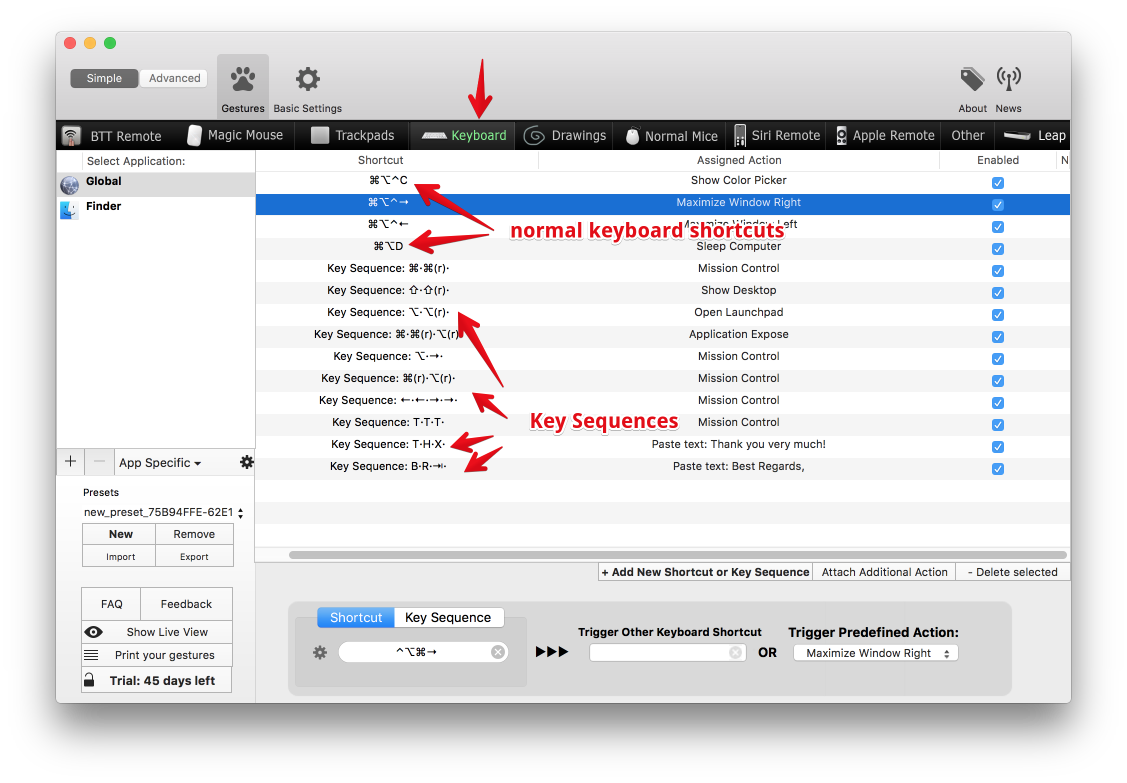 Simple Advanced
Gestures Basic Settings About News
BTT Remote Magic Mouse Trackpads Keyboard Drawings Normal Mice Siri Remote Apple Remote Other Leap
Select Application: Shortcut Assigned Action Enabled N
Global
Finder
⌘⌥^C Show Color Picker
⌘⌥^→ Maximize Window Right
⌘⌥^← Maximize Window Left
normal keyboard shortcuts
⌘⌥D Sleep Computer
Key Sequence: ⌘·⌘(r)· Mission Control
Key Sequence: ⇧·⇧(r)· Show Desktop
Key Sequence: ⌥·⌥(r)· Open Launchpad
Key Sequence: ⌘·⌘(r)·⌥(r) Application Expose
Key Sequence: ⌥·→· Mission Control
Key Sequence: ⌘(r)·⌥(r)· Mission Control
Key Sequence: ←·←·→·→· Mission Control
Key Sequences
Key Sequence: T·T·T· Mission Control
Key Sequence: T·H·X· Paste text: Thank you very much!
Key Sequence: B·R·⇥· Paste text: Best Regards,
+ − App Specific
Presets
new_preset_75B94FFE-62E1
New Remove
Import Export
+ Add New Shortcut or Key Sequence Attach Additional Action - Delete selected
FAQ Feedback
Show Live View
Print your gestures
Trial: 45 days left
Shortcut Key Sequence
Trigger Other Keyboard Shortcut Trigger Predefined Action:
^⌥⌘→ OR Maximize Window Right